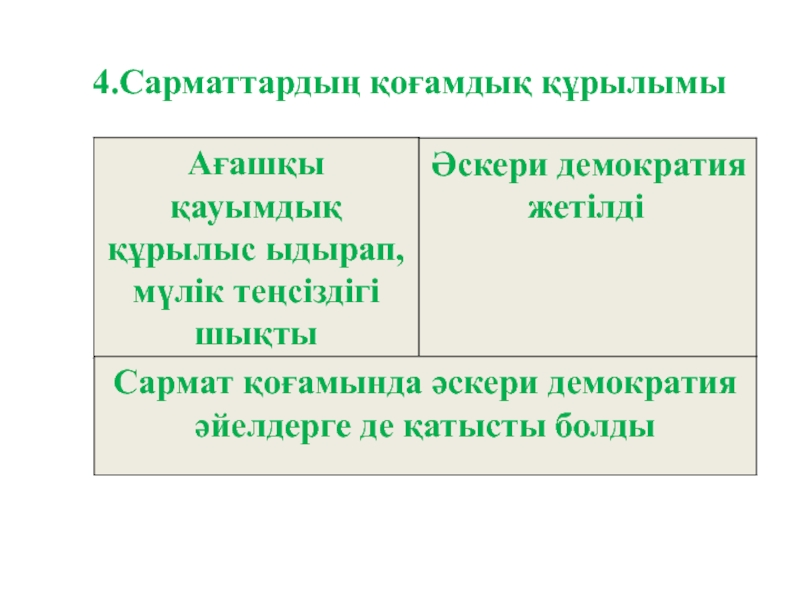 4.Сарматтардың қоғамдық құрылымы
Ағашқы
қауымдық
құрылыс ыдырап,
мүлік теңсіздігі
шықты
Әскери демократия
жетілді
Сармат қоғамында әскери демократия
әйелдерге де қатысты болды